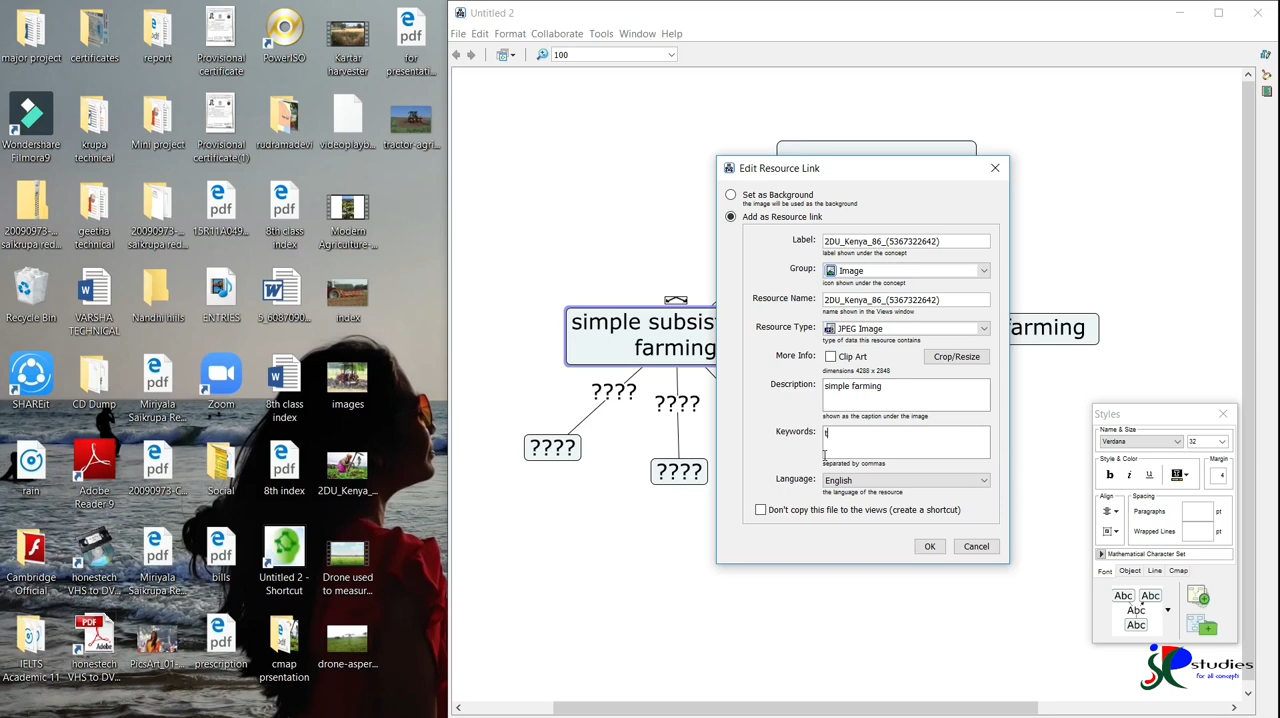 major project
certificates
report
Provisional
certificate
PowerISO
Kartar
harvester
for
presentati...
Wondershare
Filmora9
krupa
technical
Mini project
Provisional
certificate(1)
rudramadevi
videoplayb...
tractor-agri...
20090973-...
saikrupa red...
geetha
technical
20090973-...
saikrupa red...
15R11A049...
8th class
index
Modern
Agriculture-...
Recycle Bin
VARSHA
TECHNICAL
Nandhi hills
ENTRIES
5_6087090...
index
SHAREit
CD Dump
Miriyala
Saikrupa Re...
Zoom
8th class
index
images
rain
Adobe
Reader 9
20090973-C...
Social
8th index
2DU_Kenya_...
Cambridge
Official.
honestech
VHS to DV...
Miriyala
Saikrupa Re...
bills
Untitled 2 -
Shortcut
Drone used
to measur...
IELTS
Academic 11
honestech
VHS to DV...
PicsArt_01-...
prescription
cmap
prsentation
drone-asper...
Untitled 2
File Edit Format Collaborate Tools Window Help
100
simple subsis
farming
farming
????
????
????
????
Edit Resource Link
Set as Background
the image will be used as the background
Add as Resource link
Label: 2DU_Kenya_86_(5367322642)
label shown under the concept
Group: Image
icon shown under the concept
Resource Name: 2DU_Kenya_86_(5367322642)
name shown in the Views window
Resource Type: JPEG Image
type of data this resource contains
More Info: Clip Art Crop/Resize
dimensions 4288 x 2848
Description: simple farming
shown as the caption under the image
Keywords: t
separated by commas
Language: English
the language of the resource
Don't copy this file to the views (create a shortcut)
OK Cancel
Styles
Name & Size
Verdana 32
Style & Color Margin
b i u 4
Align Spacing
Paragraphs pt
Wrapped Lines pt
Mathematical Character Set
Font Object Line Cmap
Abc Abc
Abc
Abc
studies
for all concepts